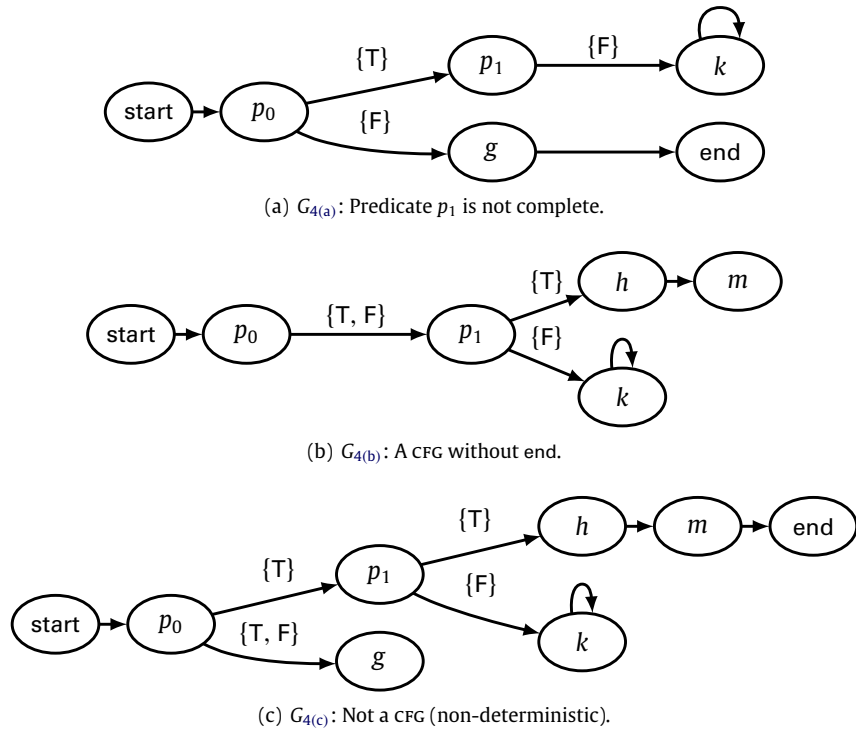 {T}
p₁
{F}
k
start
p₀
{F}
g
end
(a) G₄₍ₐ₎: Predicate p₁ is not complete.
{T}
h
m
start
p₀
{T, F}
p₁
{F}
k
(b) G₄₍b₎: A CFG without end.
{T}
h
m
end
{T}
p₁
{F}
start
p₀
{T, F}
k
g
(c) G₄₍c₎: Not a CFG (non-deterministic).